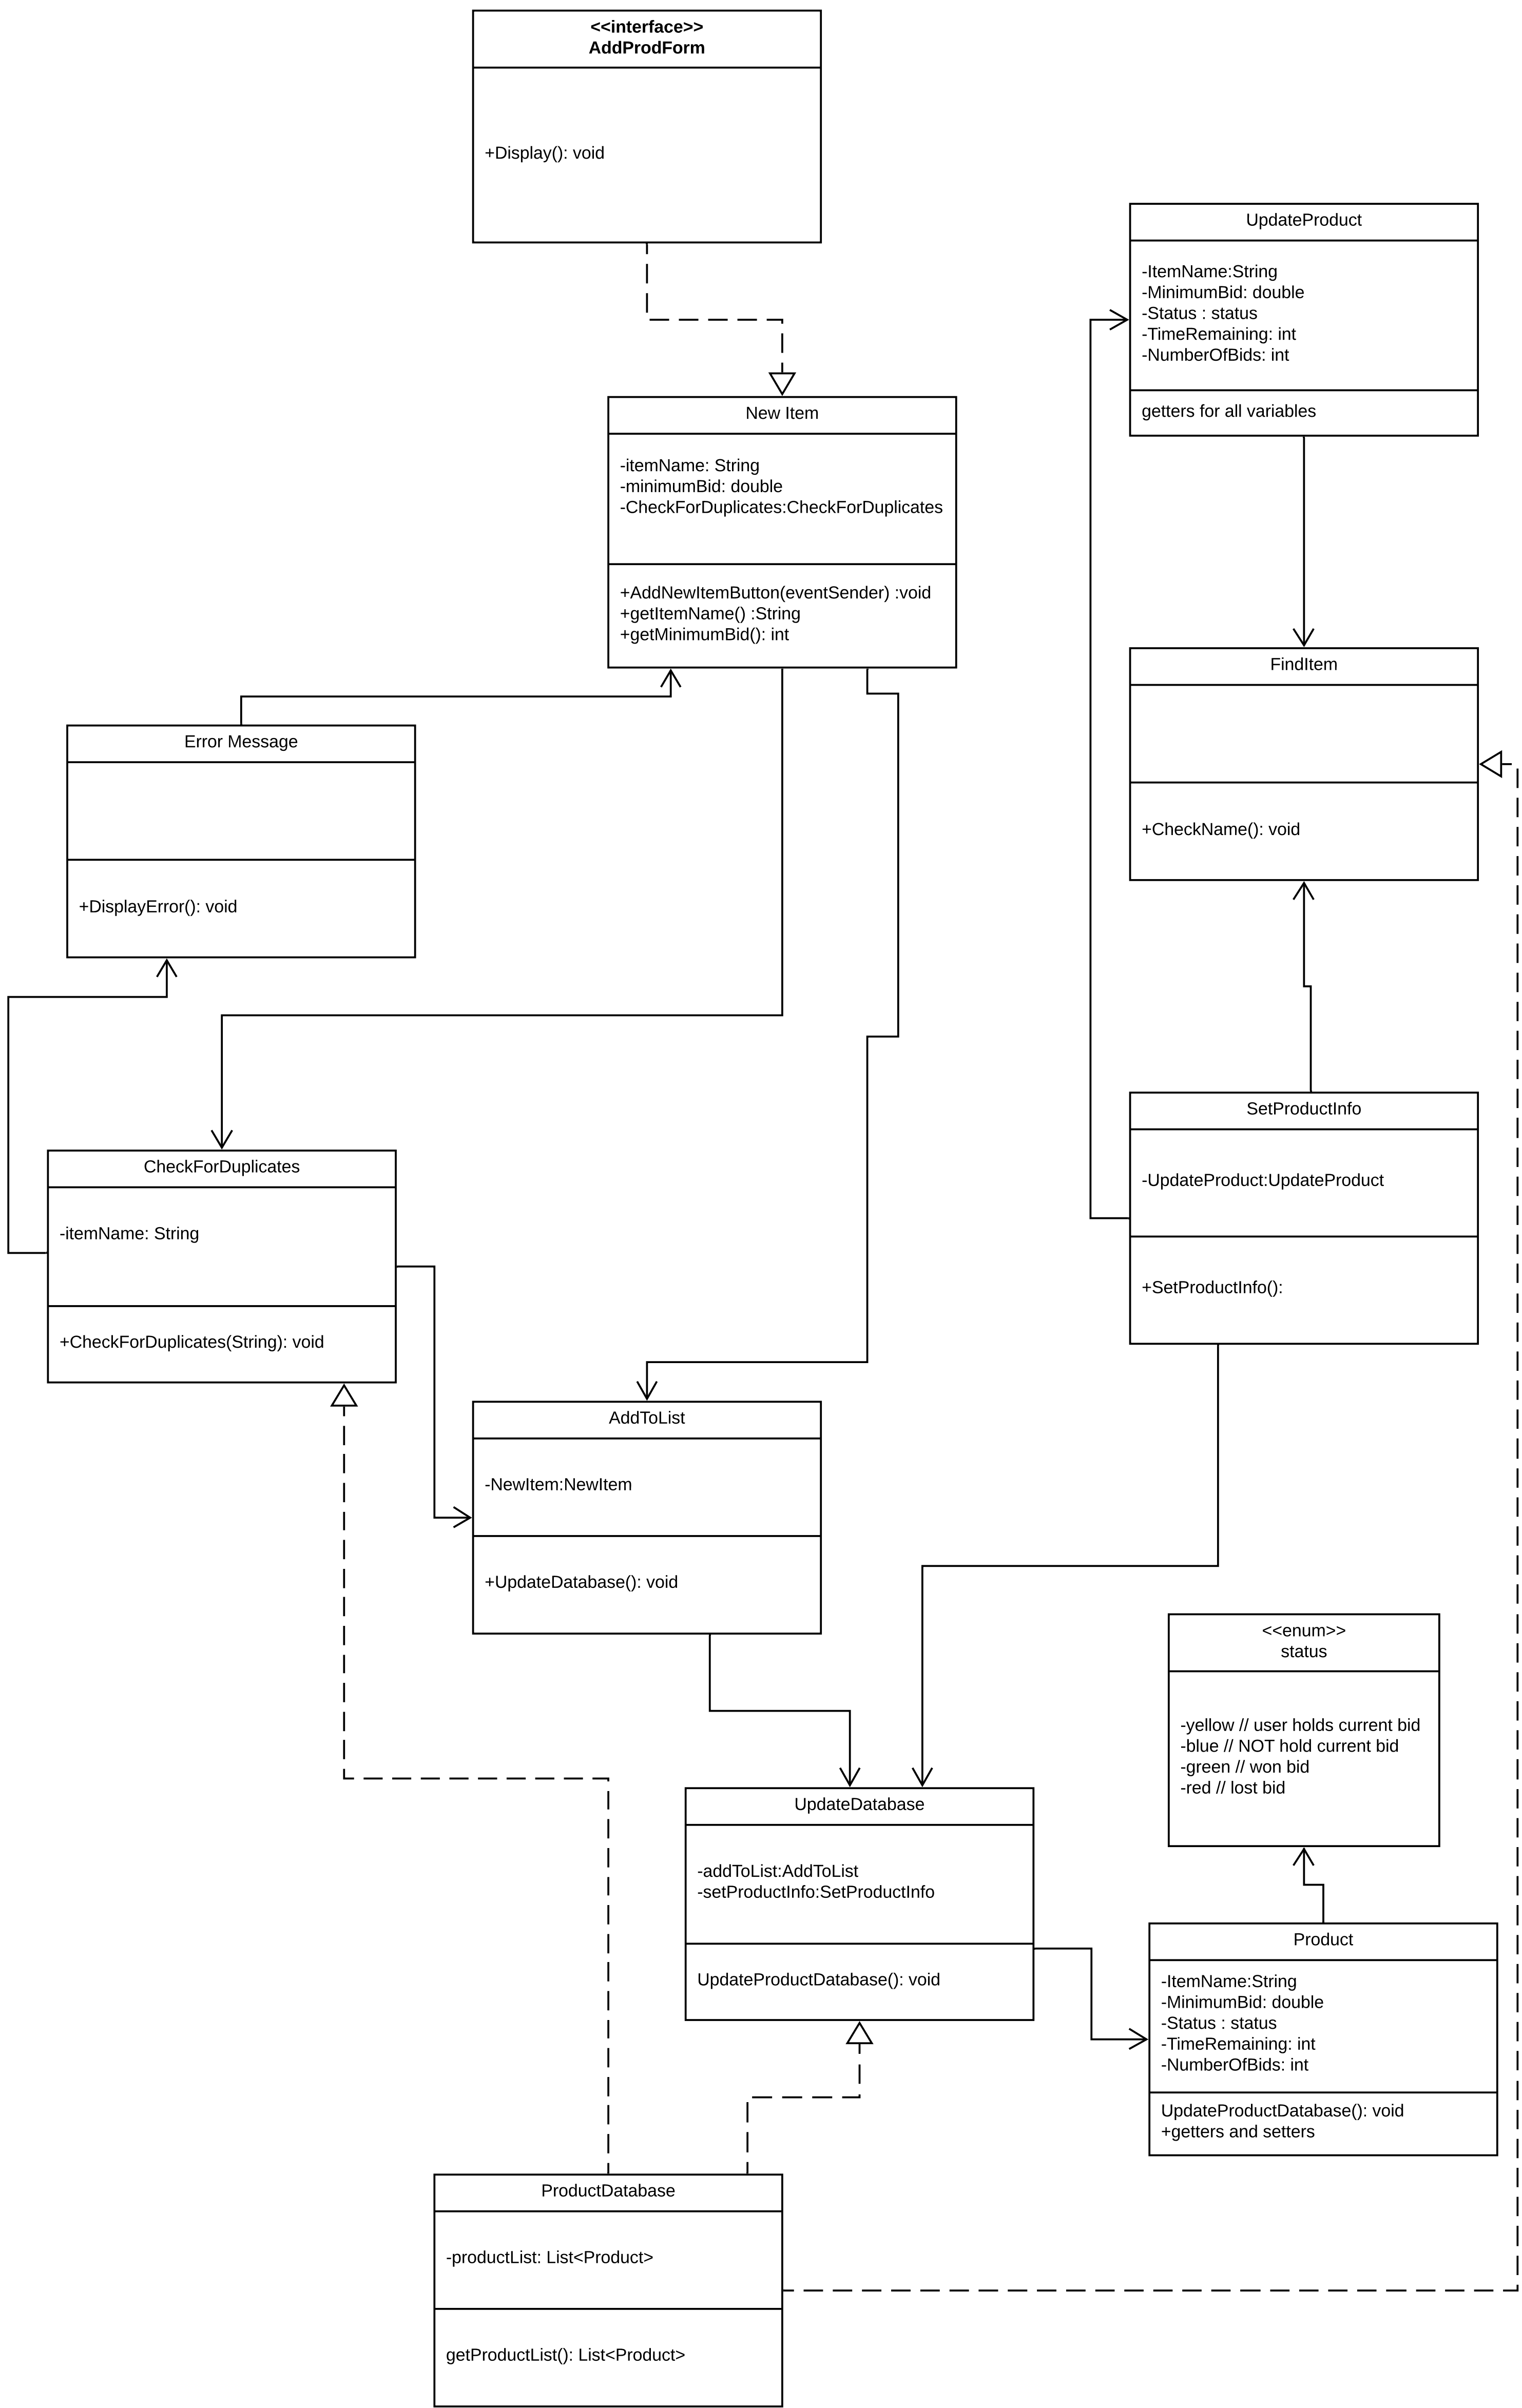 <<interface>>
AddProdForm
+Display(): void
UpdateProduct
-ItemName:String
-MinimumBid: double
-Status : status
-TimeRemaining: int
-NumberOfBids: int
getters for all variables
New Item
-itemName: String
-minimumBid: double
-CheckForDuplicates:CheckForDuplicates
+AddNewItemButton(eventSender) :void
+getItemName() :String
+getMinimumBid(): int
FindItem
+CheckName(): void
Error Message
+DisplayError(): void
SetProductInfo
-UpdateProduct:UpdateProduct
+SetProductInfo():
CheckForDuplicates
-itemName: String
+CheckForDuplicates(String): void
AddToList
-NewItem:NewItem
+UpdateDatabase(): void
<<enum>>
status
-yellow // user holds current bid
-blue // NOT hold current bid
-green // won bid
-red // lost bid
UpdateDatabase
-addToList:AddToList
-setProductInfo:SetProductInfo
UpdateProductDatabase(): void
Product
-ItemName:String
-MinimumBid: double
-Status : status
-TimeRemaining: int
-NumberOfBids: int
UpdateProductDatabase(): void
+getters and setters
ProductDatabase
-productList: List<Product>
getProductList(): List<Product>